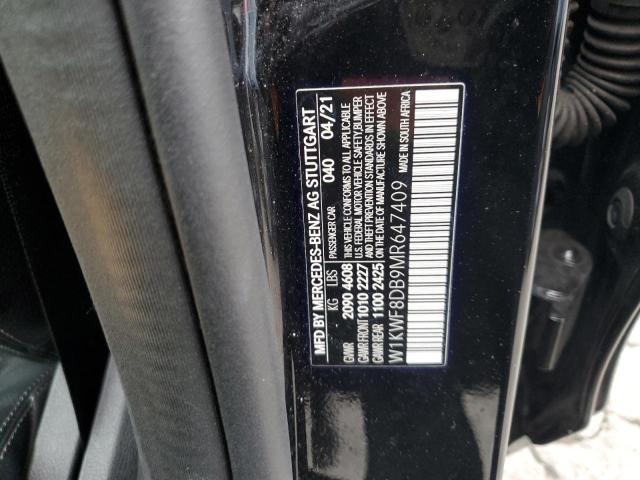 MFD BY MERCEDES-BENZ AG STUTTGART
PASSENGER CAR 040 04/21
KG LBS
GVWR 2090 4608
GAWR FRONT 1010 2227
GAWR REAR 1100 2425
THIS VEHICLE CONFORMS TO ALL APPLICABLE
U.S. FEDERAL MOTOR VEHICLE SAFETY,BUMPER
AND THEFT PREVENTION STANDARDS IN EFFECT
ON THE DATE OF MANUFACTURE SHOWN ABOVE
W1KWF8DB9MR647409 MADE IN SOUTH AFRICA